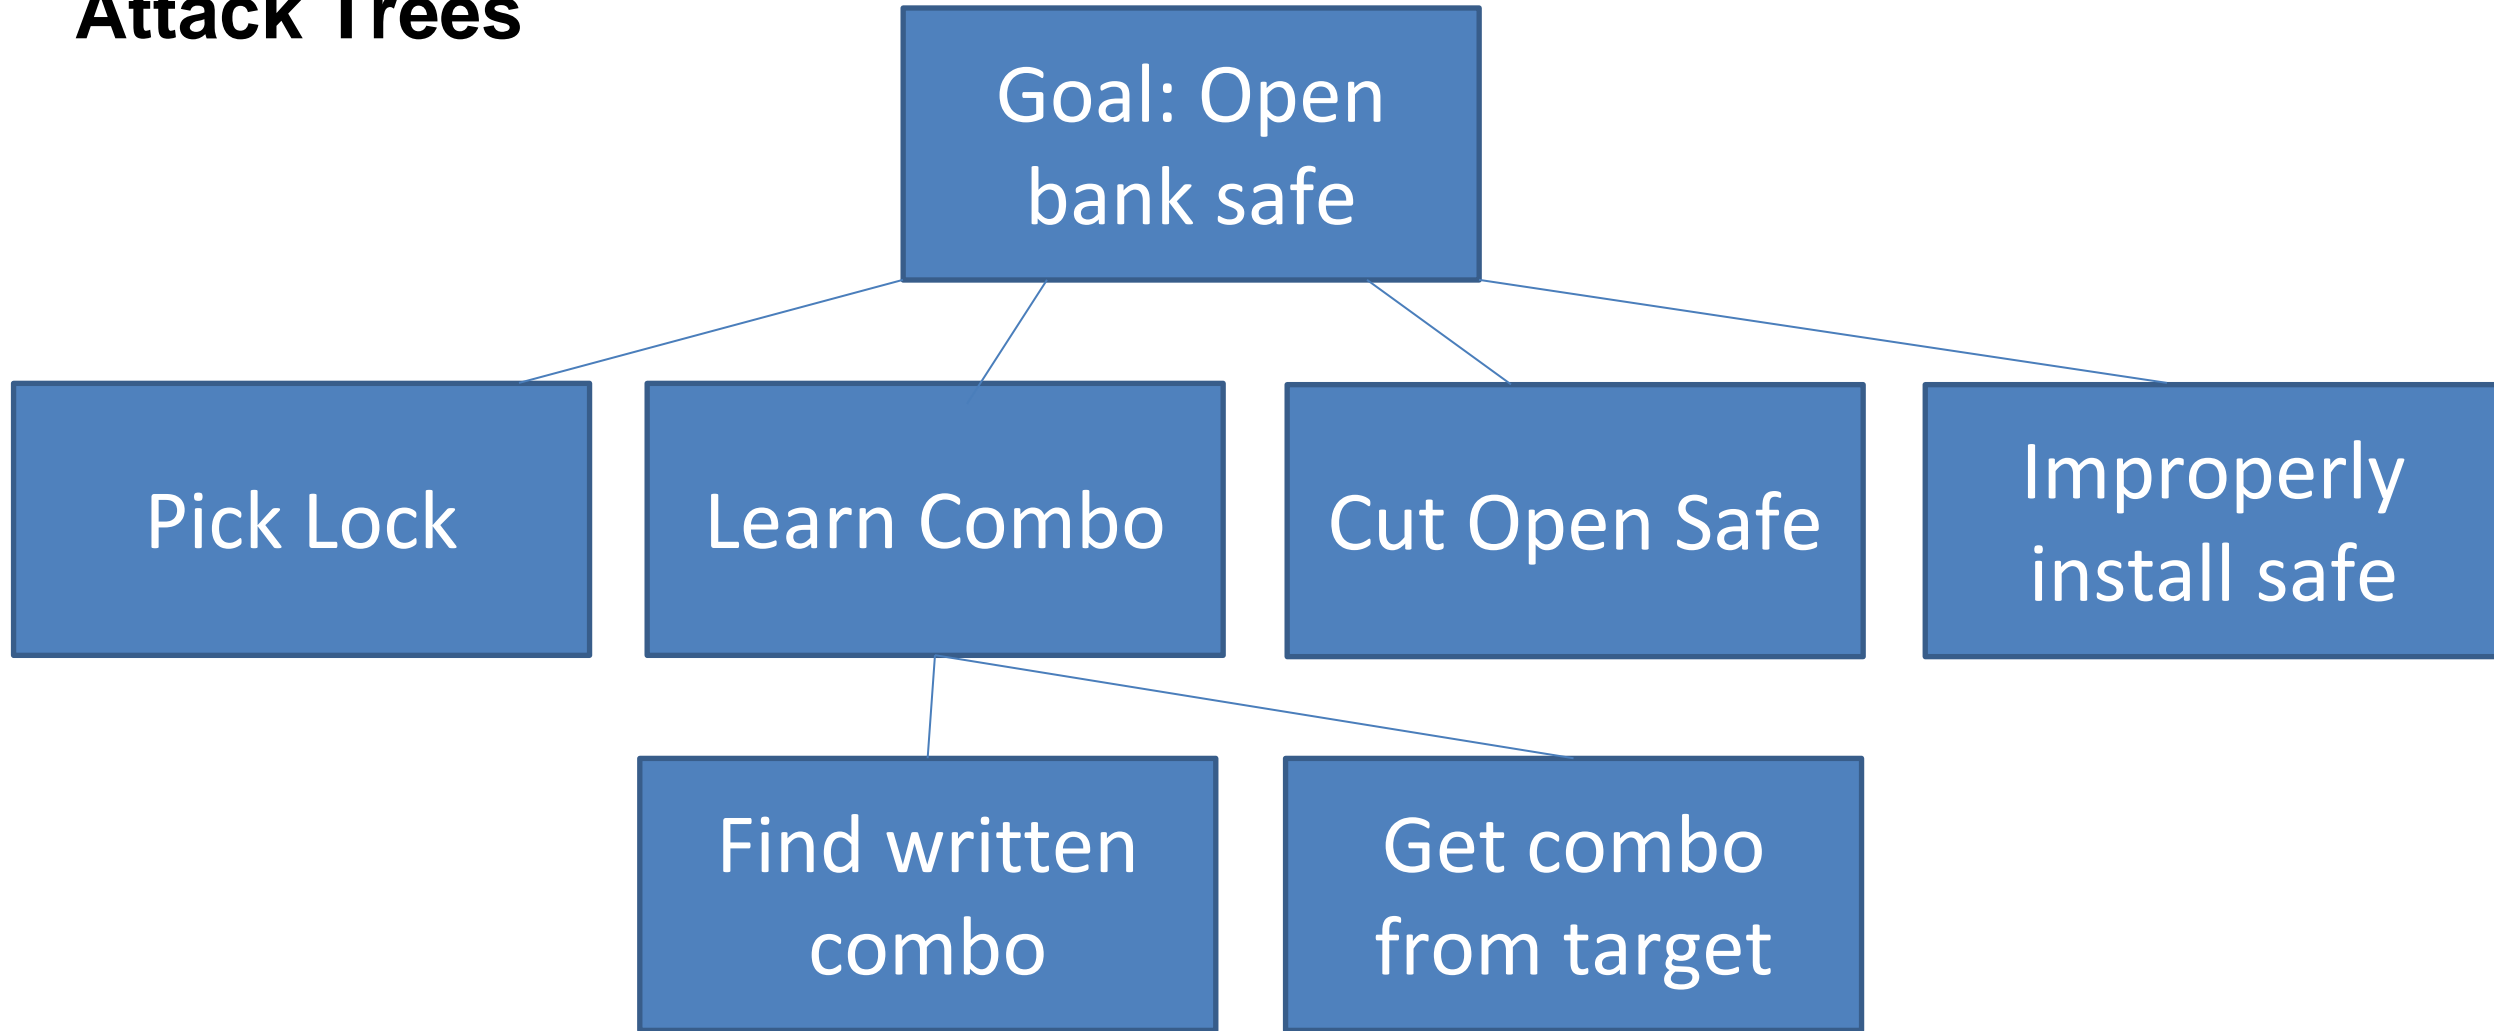 Attack Trees
Goal: Open
bank safe
Pick Lock
Learn Combo
Cut Open Safe
Improperly
install safe
Find written
combo
Get combo
from target